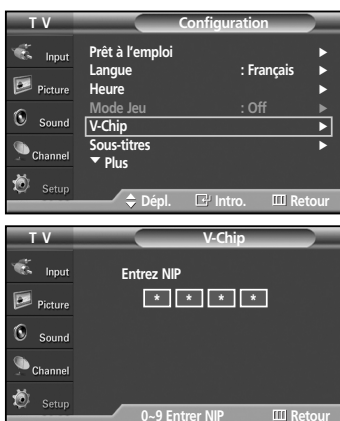 T V
Configuration
Input
Picture
Sound
Channel
Setup
Prêt à l'emploi
Langue : Français
Heure
Mode Jeu : Off
V-Chip
Sous-titres
Plus
Dépl. Intro. Retour
T V
V-Chip
Input
Picture
Sound
Channel
Setup
Entrez NIP
* * * *
0~9 Entrer NIP Retour